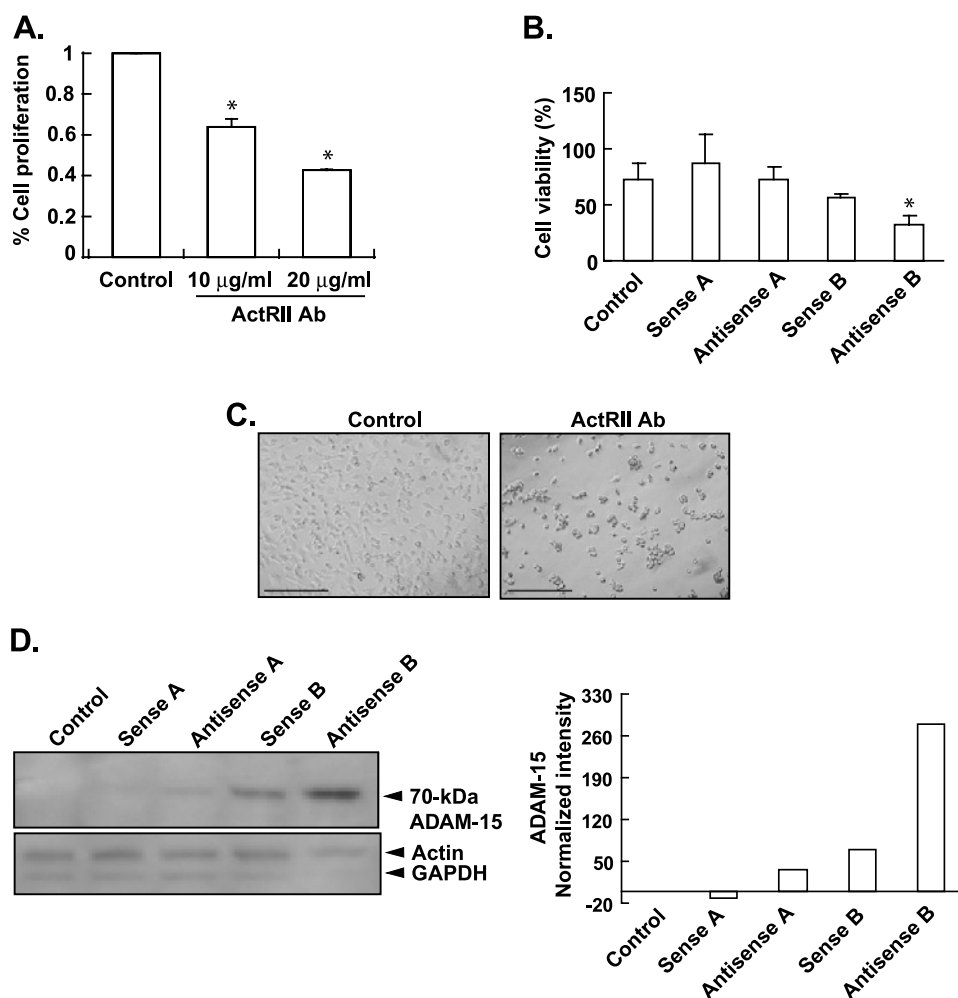 A.
% Cell proliferation
1
0.8
0.6
0.4
0.2
0
*
*
Control
10 μg/ml
20 μg/ml
ActRII Ab
B.
Cell viability (%)
150
100
50
0
*
Control
Sense A
Antisense A
Sense B
Antisense B
C.
Control
ActRII Ab
D.
Control
Sense A
Antisense A
Sense B
Antisense B
70-kDa
ADAM-15
Actin
GAPDH
ADAM-15
Normalized intensity
330
260
190
120
50
-20
Control
Sense A
Antisense A
Sense B
Antisense B